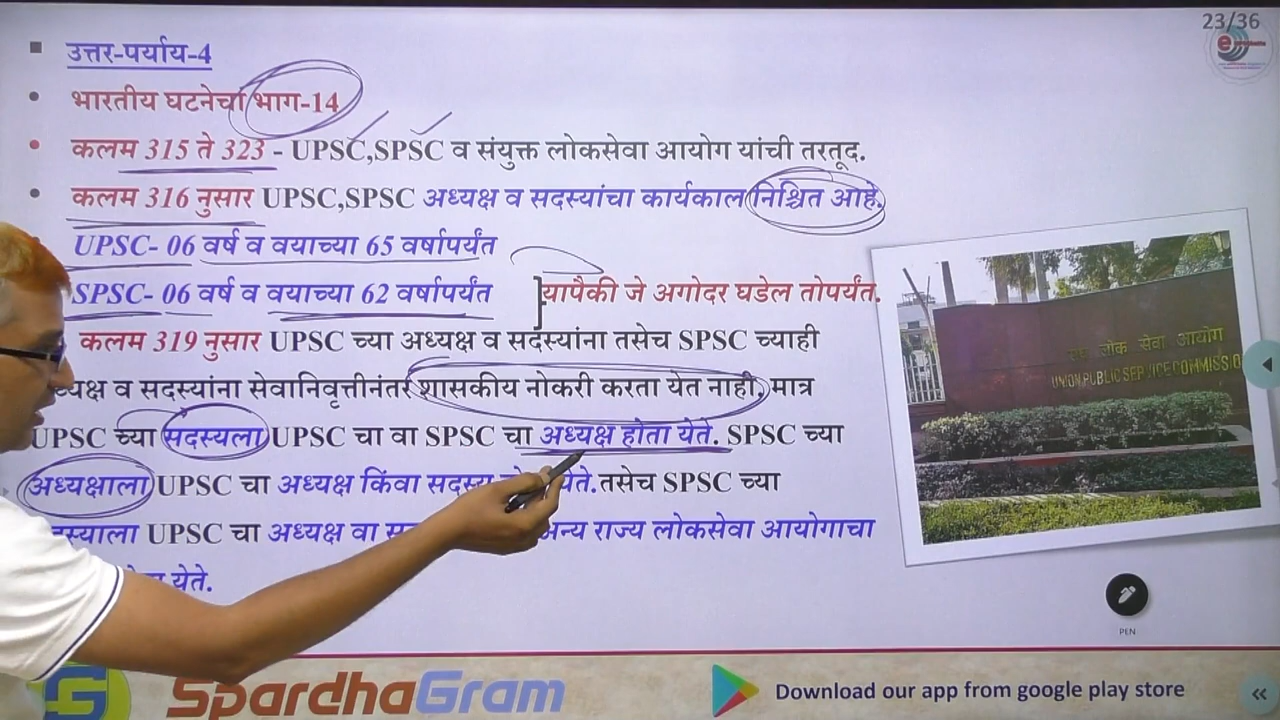 23/36
उत्तर-पर्याय-4
भारतीय घटनेचा भाग-14
कलम 315 ते 323 - UPSC,SPSC व संयुक्त लोकसेवा आयोग यांची तरतूद.
कलम 316 नुसार UPSC,SPSC अध्यक्ष व सदस्यांचा कार्यकाल निश्चित आहे.
UPSC- 06 वर्ष व वयाच्या 65 वर्षापर्यंत
SPSC- 06 वर्ष व वयाच्या 62 वर्षापर्यंत यापैकी जे अगोदर घडेल तोपर्यंत.
कलम 319 नुसार UPSC च्या अध्यक्ष व सदस्यांना तसेच SPSC च्याही
व सदस्यांना सेवानिवृत्तीनंतर शासकीय नोकरी करता येत नाही. मात्र
UPSC च्या सदस्यला UPSC चा वा SPSC चा अध्यक्ष होता येते. SPSC च्या
अध्यक्षाला UPSC चा अध्यक्ष किंवा सदस्य येते. तसेच SPSC च्या
UPSC चा अध्यक्ष वा अन्य राज्य लोकसेवा आयोगाचा
येते.
संघ लोक सेवा आयोग
UNION PUBLIC SERVICE COMMISSIO
PEN
SpardhaGram
Download our app from google play store